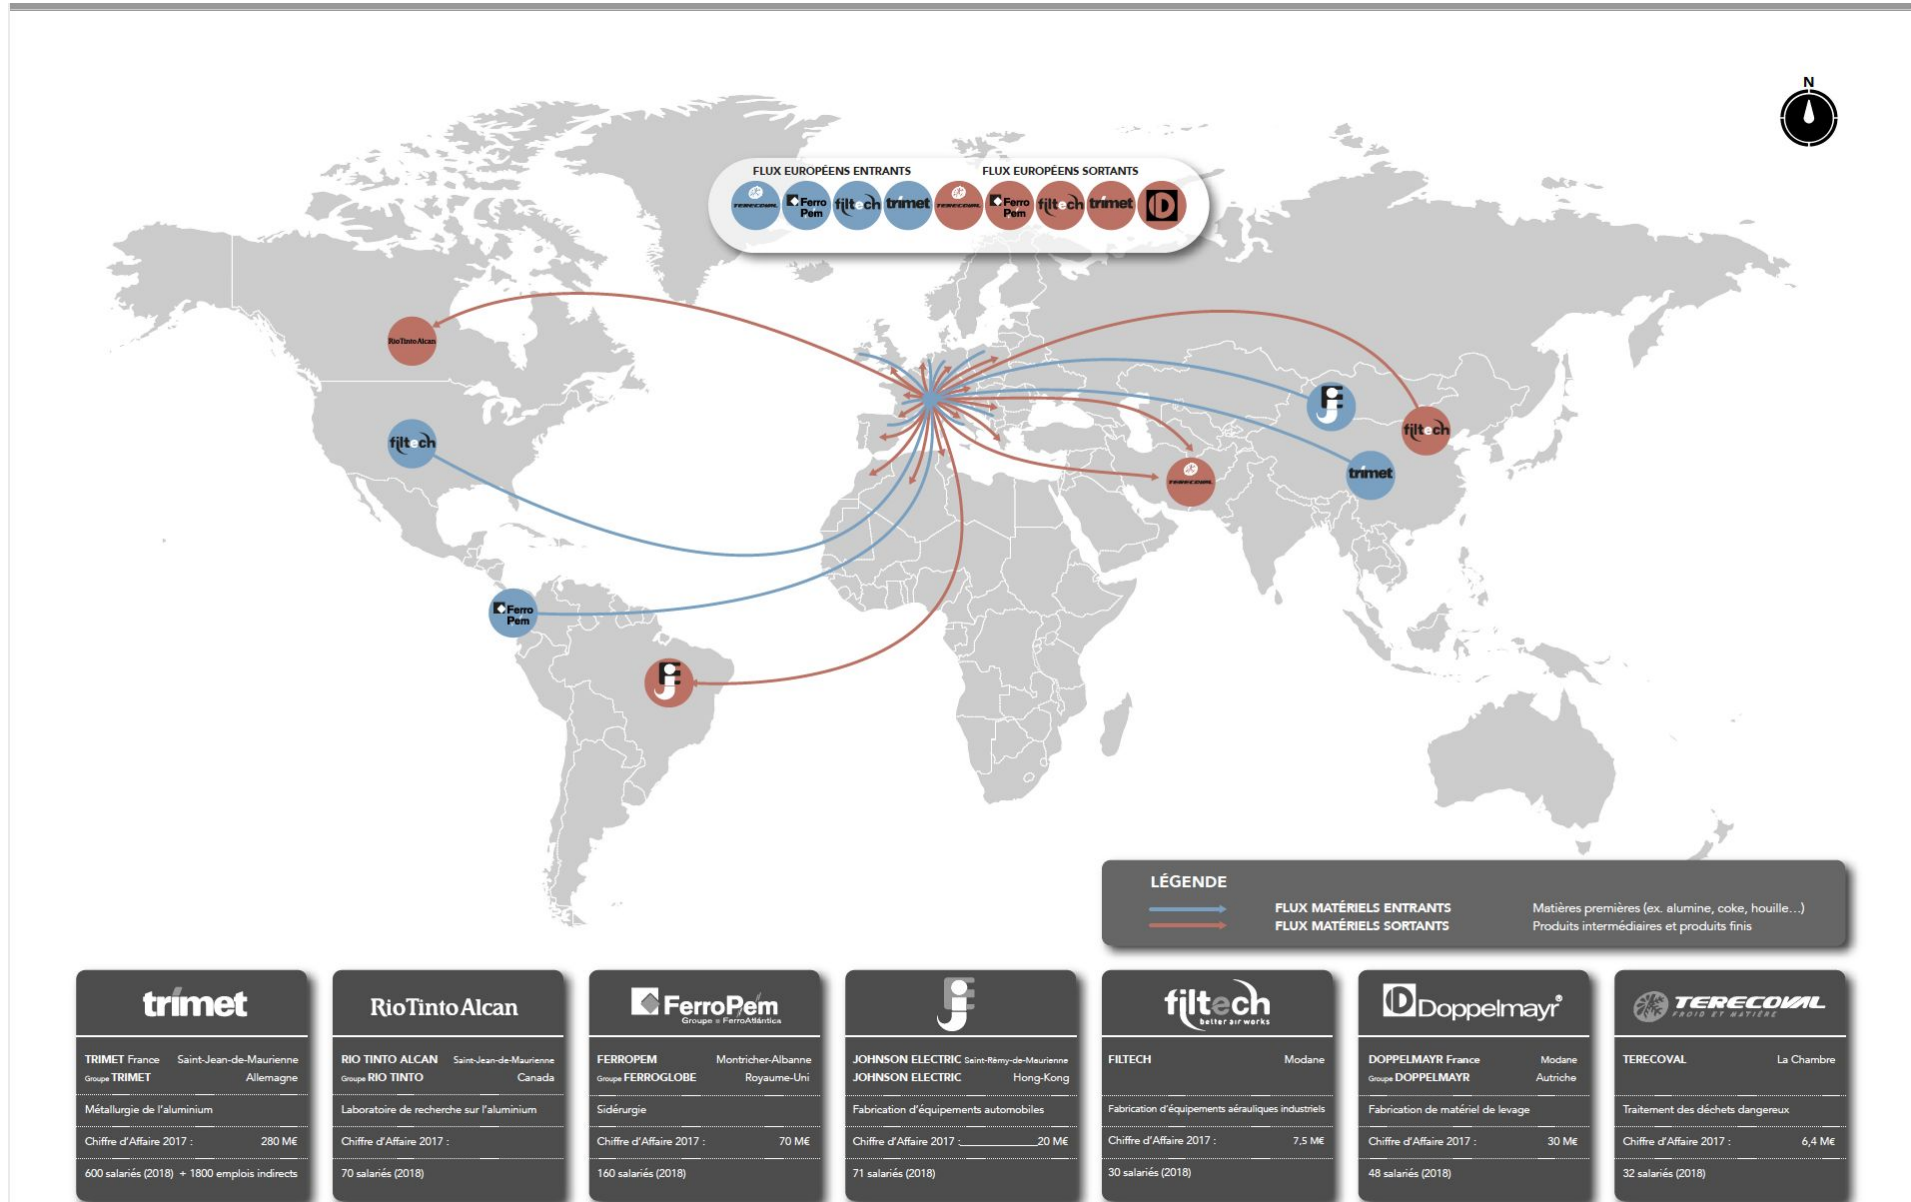 N
FLUX EUROPÉENS ENTRANTS
FLUX EUROPÉENS SORTANTS
TERECOVAL
Ferro
Pem
filtech
trimet
TERECOVAL
Ferro
Pem
filtech
trimet
D
RioTintoAlcan
filtech
Ferro
Pem
filtech
trimet
TERECOVAL
LÉGENDE
FLUX MATÉRIELS ENTRANTS Matières premières (ex. alumine, coke, houille...)
FLUX MATÉRIELS SORTANTS Produits intermédiaires et produits finis
trimet
TRIMET France Saint-Jean-de-Maurienne
Groupe TRIMET Allemagne
Métallurgie de l'aluminium
Chiffre d'Affaire 2017 : 280 M€
600 salariés (2018) + 1800 emplois indirects
RioTintoAlcan
RIO TINTO ALCAN Saint-Jean-de-Maurienne
Groupe RIO TINTO Canada
Laboratoire de recherche sur l'aluminium
Chiffre d'Affaire 2017 :
70 salariés (2018)
FerroPem
Groupe FerroAtlántica
FERROPEM Montricher-Albanne
Groupe FERROGLOBE Royaume-Uni
Sidérurgie
Chiffre d'Affaire 2017 : 70 M€
160 salariés (2018)
JOHNSON ELECTRIC Saint-Rémy-de-Maurienne
JOHNSON ELECTRIC Hong-Kong
Fabrication d'équipements automobiles
Chiffre d'Affaire 2017 : 20 M€
71 salariés (2018)
filtech
better air works
FILTECH Modane
Fabrication d'équipements aérauliques industriels
Chiffre d'Affaire 2017 : 7,5 M€
30 salariés (2018)
Doppelmayr®
DOPPELMAYR France Modane
Groupe DOPPELMAYR Autriche
Fabrication de matériel de levage
Chiffre d'Affaire 2017 : 30 M€
48 salariés (2018)
TERECOVAL
FROID ET MATIÈRE
TERECOVAL La Chambre
Traitement des déchets dangereux
Chiffre d'Affaire 2017 : 6,4 M€
32 salariés (2018)